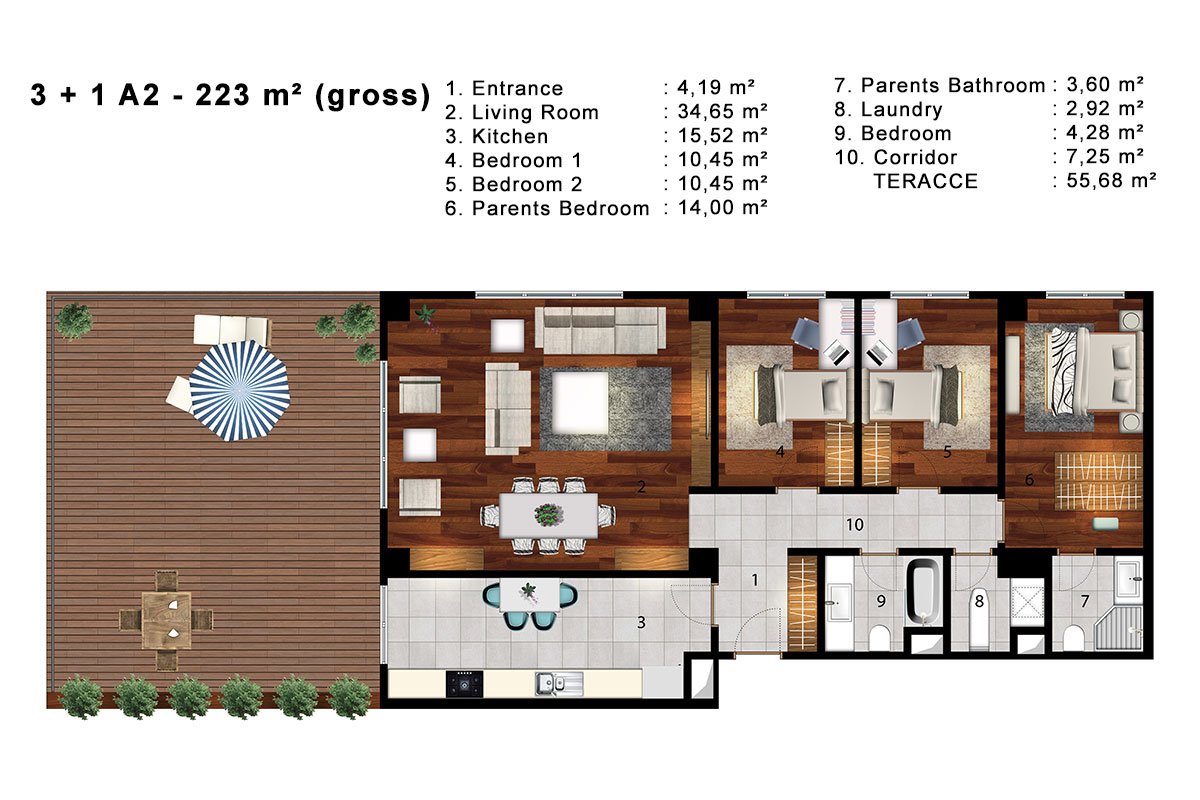 3 + 1 A2 - 223 m² (gross)
1. Entrance : 4,19 m²
2. Living Room : 34,65 m²
3. Kitchen : 15,52 m²
4. Bedroom 1 : 10,45 m²
5. Bedroom 2 : 10,45 m²
6. Parents Bedroom : 14,00 m²
7. Parents Bathroom : 3,60 m²
8. Laundry : 2,92 m²
9. Bedroom : 4,28 m²
10. Corridor : 7,25 m²
TERACCE : 55,68 m²
4
5
6
2
10
1
9
8
7
3